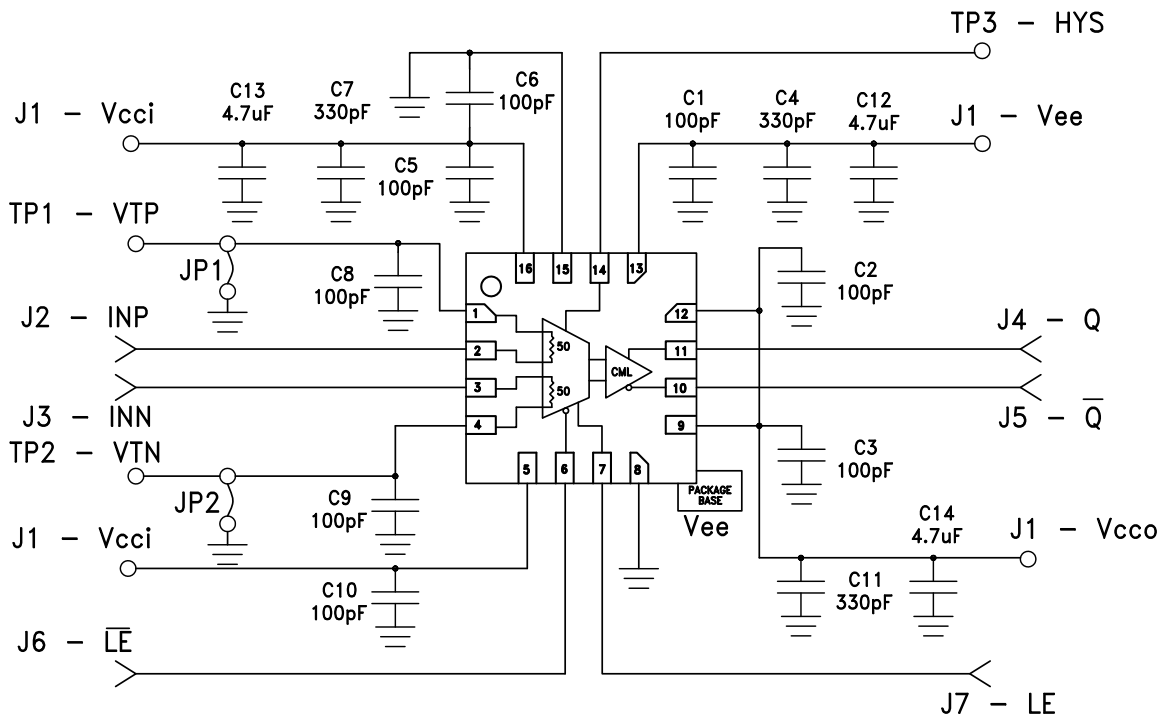 TP3 - HYS
J1 - Vcci
C13
4.7uF
C7
330pF
C6
100pF
C5
100pF
C1
100pF
C4
330pF
C12
4.7uF
J1 - Vee
TP1 - VTP
JP1
C8
100pF
16
15
14
13
C2
100pF
J2 - INP
1
2
3
4
50
50
CML
12
11
10
9
J4 - Q
J3 - INN
J5 - Q̅
TP2 - VTN
JP2
C9
100pF
5
6
7
8
PACKAGE
BASE
Vee
C3
100pF
J1 - Vcci
C10
100pF
C14
4.7uF
J1 - Vcco
C11
330pF
J6 - L̅E̅
J7 - LE